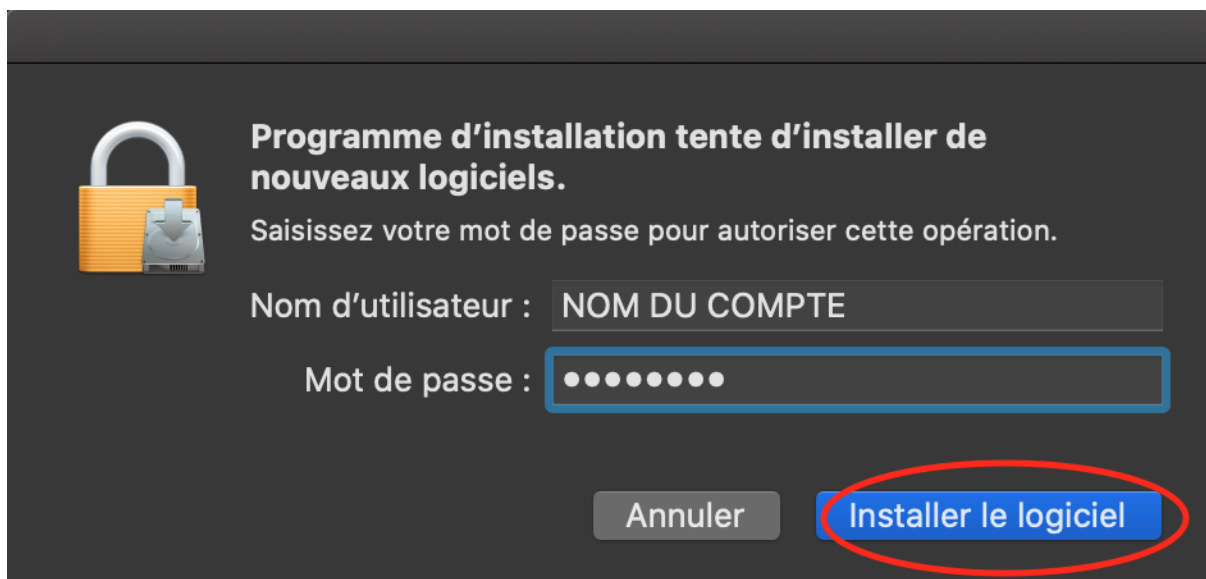 Programme d’installation tente d’installer de
nouveaux logiciels.
Saisissez votre mot de passe pour autoriser cette opération.
Nom d’utilisateur : NOM DU COMPTE
Mot de passe : ●●●●●●●●
Annuler Installer le logiciel